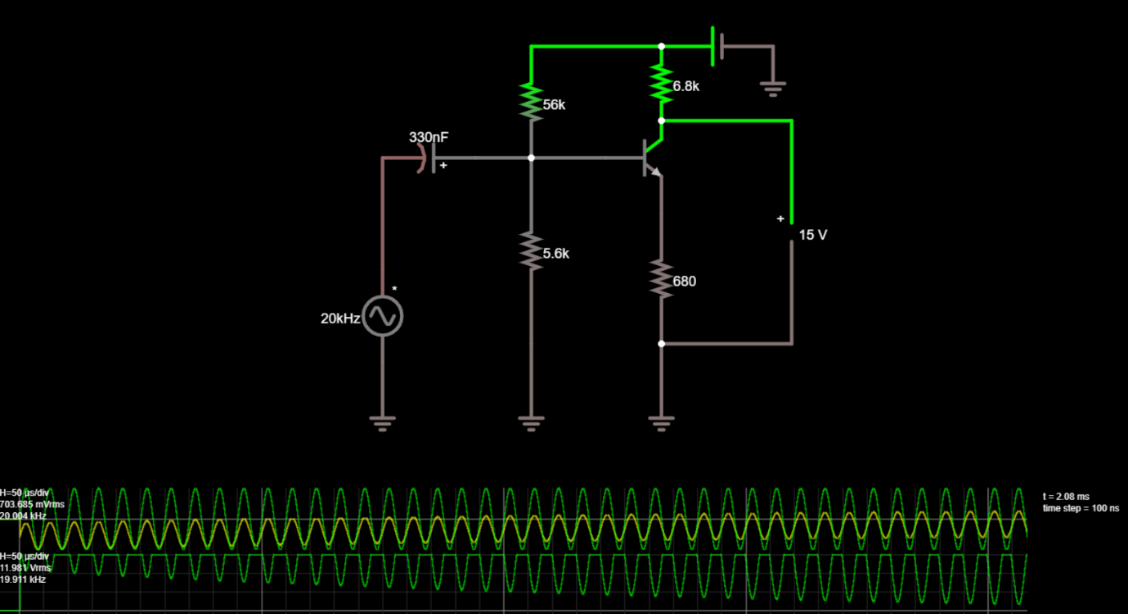 6.8k
56k
330nF
+
+
15 V
5.6k
*
680
20kHz
H=50 µs/div
703.685 mVrms
20.004 kHz
t = 2.08 ms
time step = 100 ns
H=50 µs/div
11.981 Vrms
19.911 kHz